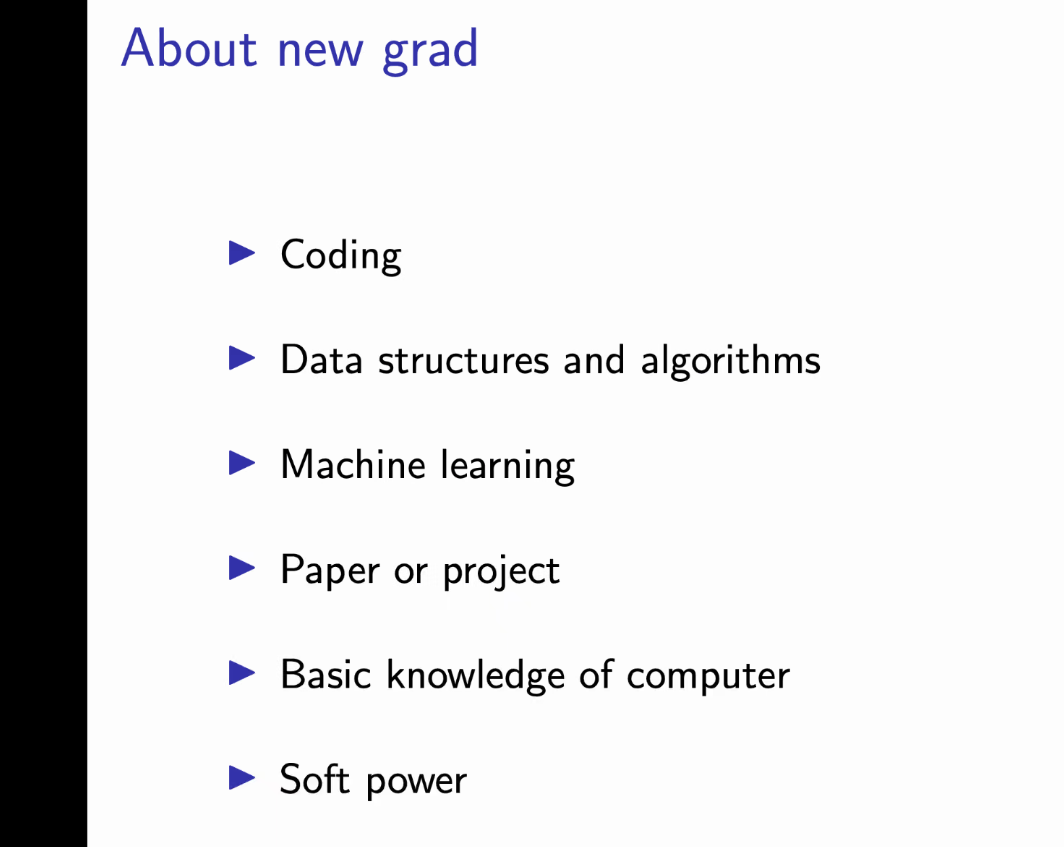 About new grad
Coding
Data structures and algorithms
Machine learning
Paper or project
Basic knowledge of computer
Soft power